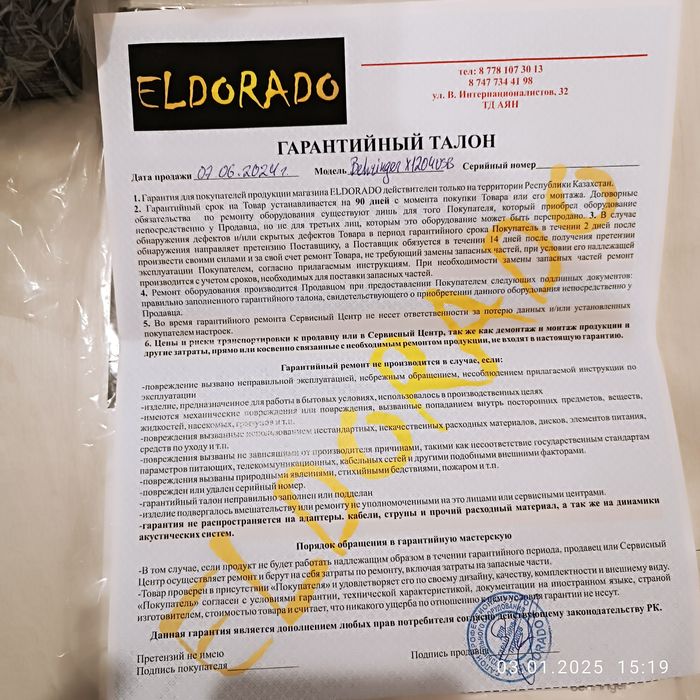 ELDORADO
тел: 8 778 107 30 13
8 747 734 41 98
ул. В. Интернационалистов, 32
ТД АЯН
ГАРАНТИЙНЫЙ ТАЛОН
Дата продажи 07 06.2024г. Модель Behringer X1204USB Серийный номер
1. Гарантия для покупателей продукции магазина ELDORADO действителен только на территории Республики Казахстан.
2. Гарантийный срок на Товар устанавливается на 90 дней с момента покупки Товара или его монтажа. Договорные
обязательства по ремонту оборудования существуют лишь для того Покупателя, который приобрел оборудование
непосредственно у Продавца, но не для третьих лиц, которым это оборудование может быть перепродано. 3. В случае
обнаружения дефектов и/или скрытых дефектов Товара в период гарантийного срока Покупатель в течении 2 дней после
обнаружения направляет претензию Поставщику, а Поставщик обязуется в течении 14 дней после получения претензии
произвести своими силами и за свой счет ремонт Товара, не требующий замены запасных частей, при условии его надлежащей
эксплуатации Покупателем, согласно прилагаемым инструкциям. При необходимости замены запасных частей ремонт
производится с учетом сроков, необходимых для поставки запасных частей.
4. Ремонт оборудования производится Продавцом при предоставлении Покупателем следующих подлинных документов:
правильно заполненного гарантийного талона, свидетельствующего о приобретении данного оборудования непосредственно у
Продавца.
5. Во время гарантийного ремонта Сервисный Центр не несет ответственности за потерю данных и/или установленных
покупателем настроек.
6. Цены и риски транспортировки к продавцу или в Сервисный Центр, так же как демонтаж и монтаж продукции и
другие затраты, прямо или косвенно связанные с необходимым ремонтом продукции, не входят в настоящую гарантию.
Гарантийный ремонт не производится в случае, если:
-повреждение вызвано неправильной эксплуатацией, небрежным обращением, несоблюдением прилагаемой инструкции по
эксплуатации
-изделие, предназначенное для работы в бытовых условиях, использовалось в производственных целях
-имеются механические повреждения или повреждения, вызванные попаданием внутрь посторонних предметов, веществ,
жидкостей, насекомых, грызунов и т.п.
-повреждения вызваны использованием нестандартных, некачественных расходных материалов, дисков, элементов питания,
средств по уходу и т.п.
-повреждения вызваны не зависящими от производителя причинами, такими как несоответствие государственным стандартам
параметров питающих, телекоммуникационных, кабельных сетей и другими подобными внешними факторами.
-повреждения вызваны природными явлениями, стихийными бедствиями, пожаром и т.п.
-поврежден или удален серийный номер.
-гарантийный талон неправильно заполнен или подделан
-изделие подвергалось вмешательству или ремонту не уполномоченными на это лицами или сервисными центрами.
-гарантия не распространяется на адаптеры, кабели, струны и прочий расходный материал, а так же на динамики
акустических систем.
Порядок обращения в гарантийную мастерскую
-В том случае, если продукт не будет работать надлежащим образом в течении гарантийного периода, продавец или Сервисный
Центр осуществляет ремонт и берут на себя затраты по ремонту, включая затраты на запасные части.
-Товар проверен в присутствии «Покупателя» и удовлетворяет его по своему дизайну, качеству, комплектности и внешнему виду.
«Покупатель» согласен с условиями гарантии, технической характеристикой, документации на иностранном языке, страной
изготовителем, стоимостью товара и считает, что никакого ущерба по отношению к нему условия гарантии не несут.
Данная гарантия является дополнением любых прав потребителя согласно действующему законодательству РК.
Претензий не имею
Подпись покупателя Подпись продавца
ELDORADO
ELDORADO
03.01.2025 15:19